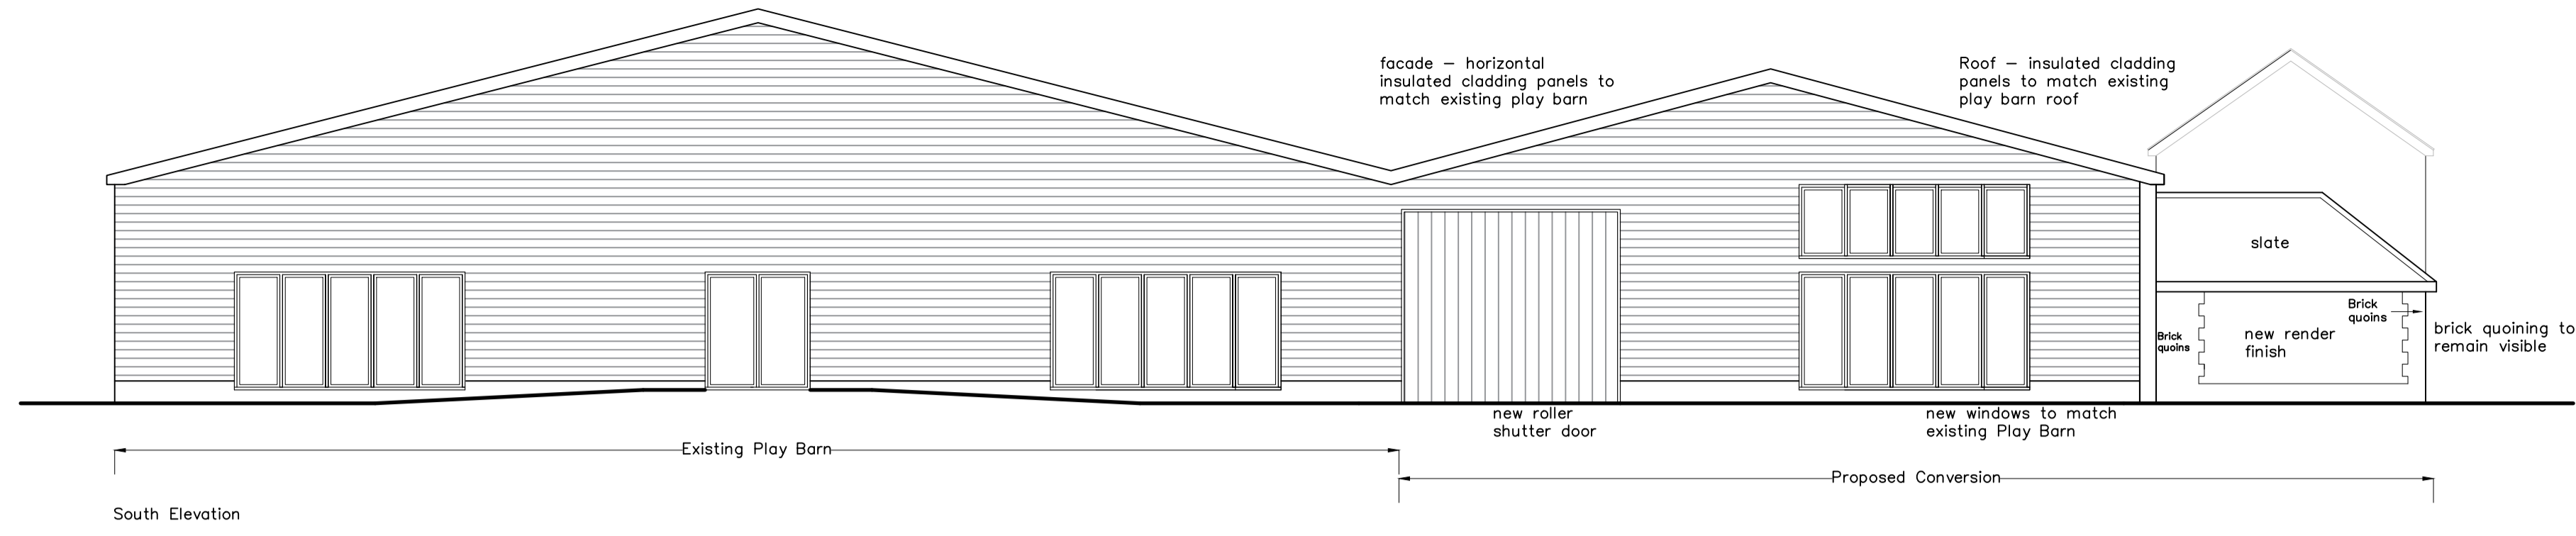 facade – horizontal
insulated cladding panels to
match existing play barn
Roof – insulated cladding
panels to match existing
play barn roof
slate
Brick
quoins
Brick
quoins
new render
finish
brick quoining to
remain visible
new roller
shutter door
new windows to match
existing Play Barn
Existing Play Barn
Proposed Conversion
South Elevation